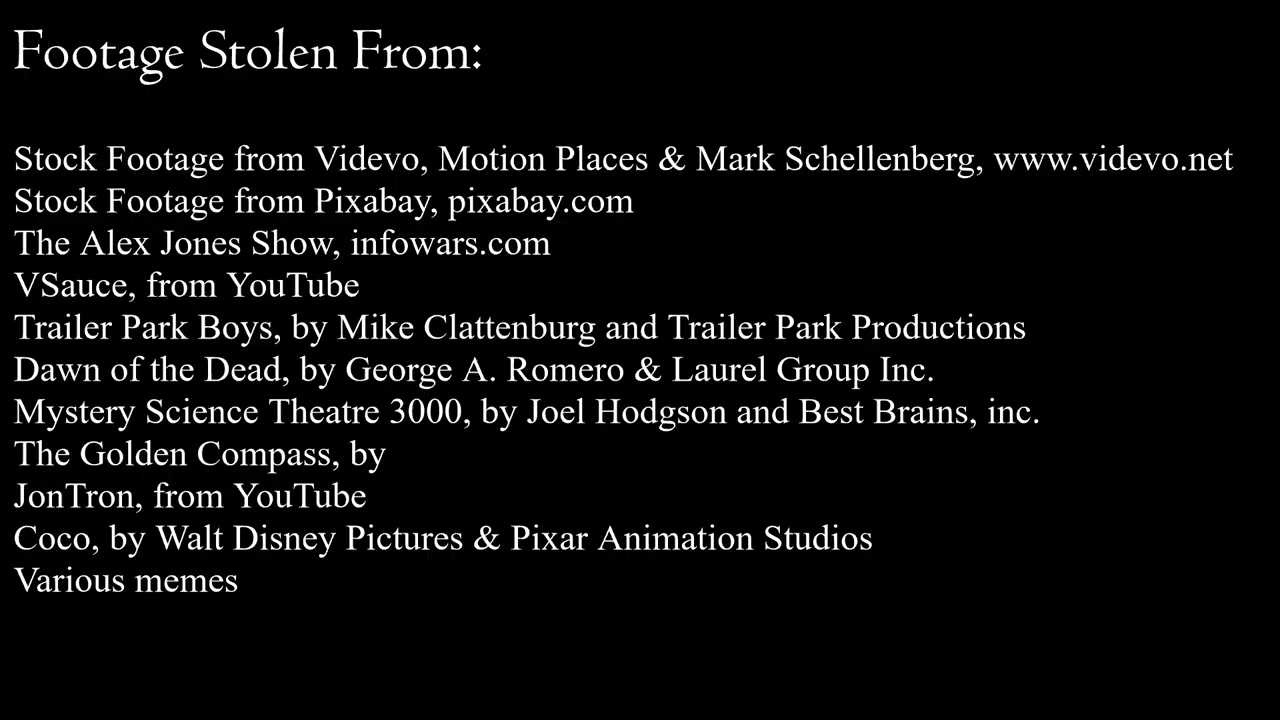 Footage Stolen From:
Stock Footage from Videvo, Motion Places & Mark Schellenberg, www.videvo.net
Stock Footage from Pixabay, pixabay.com
The Alex Jones Show, infowars.com
VSauce, from YouTube
Trailer Park Boys, by Mike Clattenburg and Trailer Park Productions
Dawn of the Dead, by George A. Romero & Laurel Group Inc.
Mystery Science Theatre 3000, by Joel Hodgson and Best Brains, inc.
The Golden Compass, by
JonTron, from YouTube
Coco, by Walt Disney Pictures & Pixar Animation Studios
Various memes